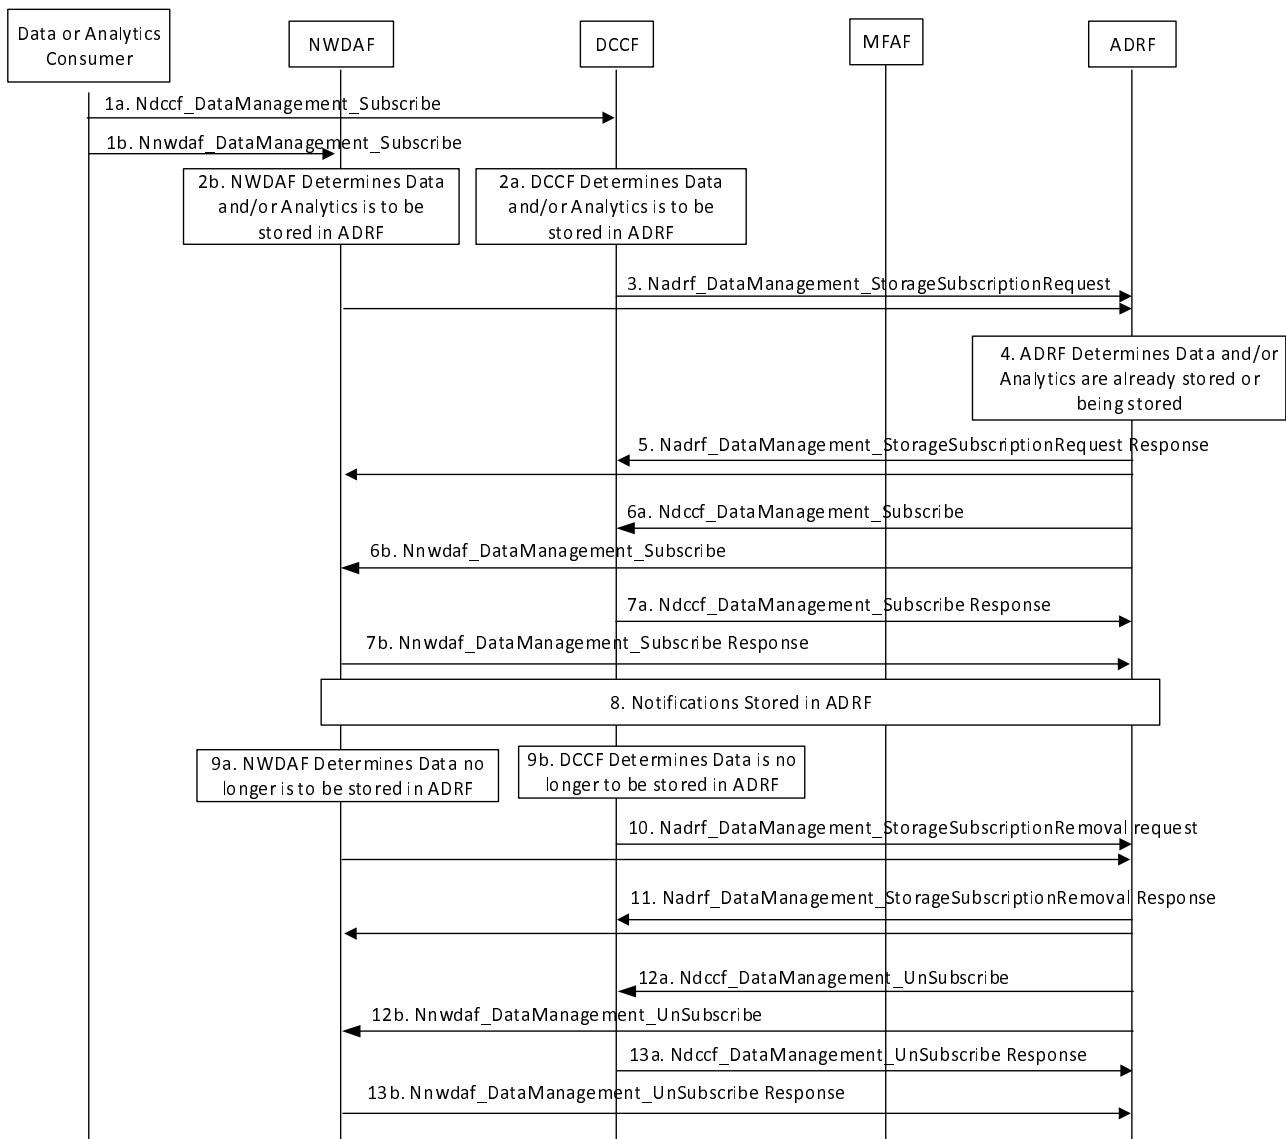 Data or Analytics
Consumer
NWDAF
DCCF
MFAF
ADRF
1a. Ndccf_DataManagement_Subscribe
1b. Nnwdaf_DataManagement_Subscribe
2b. NWDAF Determines Data
and/or Analytics is to be
stored in ADRF
2a. DCCF Determines Data
and/or Analytics is to be
stored in ADRF
3. Nadrf_DataManagement_StorageSubscriptionRequest
4. ADRF Determines Data and/or
Analytics are already stored or
being stored
5. Nadrf_DataManagement_StorageSubscriptionRequest Response
6a. Ndccf_DataManagement_Subscribe
6b. Nnwdaf_DataManagement_Subscribe
7a. Ndccf_DataManagement_Subscribe Response
7b. Nnwdaf_DataManagement_Subscribe Response
8. Notifications Stored in ADRF
9a. NWDAF Determines Data no
longer is to be stored in ADRF
9b. DCCF Determines Data is no
longer to be stored in ADRF
10. Nadrf_DataManagement_StorageSubscriptionRemoval request
11. Nadrf_DataManagement_StorageSubscriptionRemoval Response
12a. Ndccf_DataManagement_UnSubscribe
12b. Nnwdaf_DataManagement_UnSubscribe
13a. Ndccf_DataManagement_UnSubscribe Response
13b. Nnwdaf_DataManagement_UnSubscribe Response